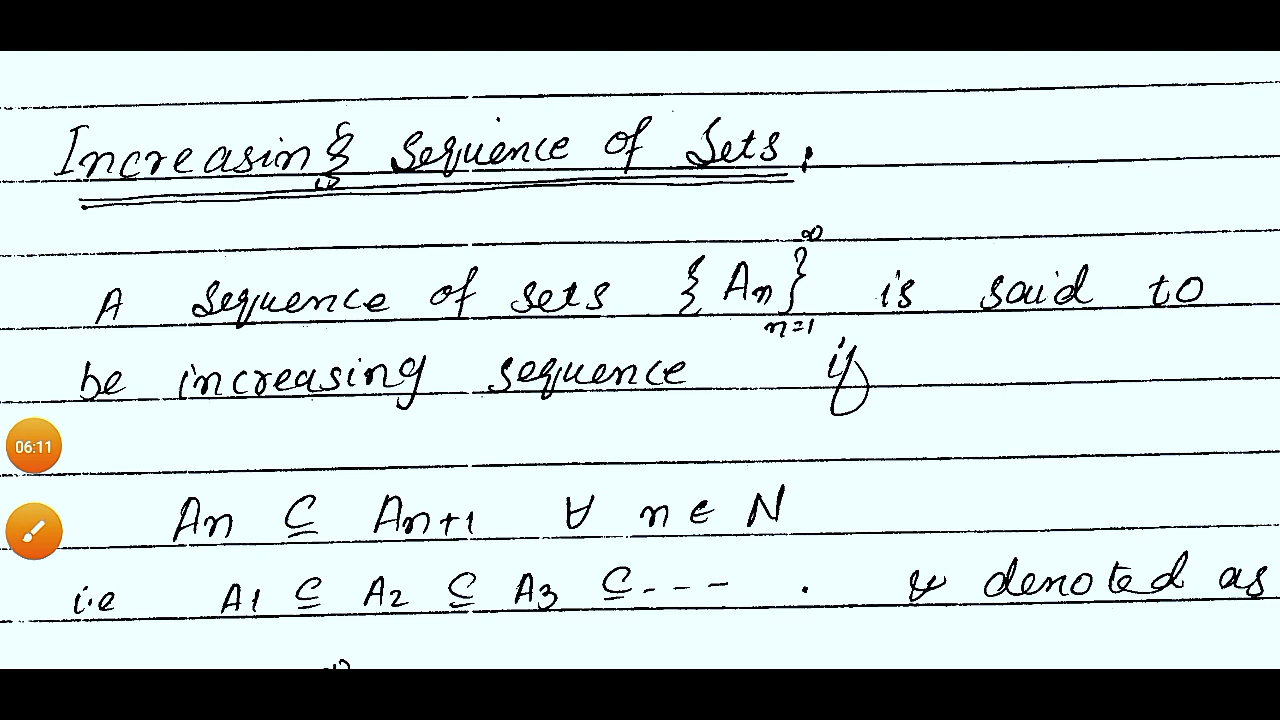 Increasing sequence of sets.
A sequence of sets {An}∞n=1 is said to
be increasing sequence if
06:11
An ⊆ An+1 ∀ n ∈ N
i.e A1 ⊆ A2 ⊆ A3 ⊆--- . & denoted as